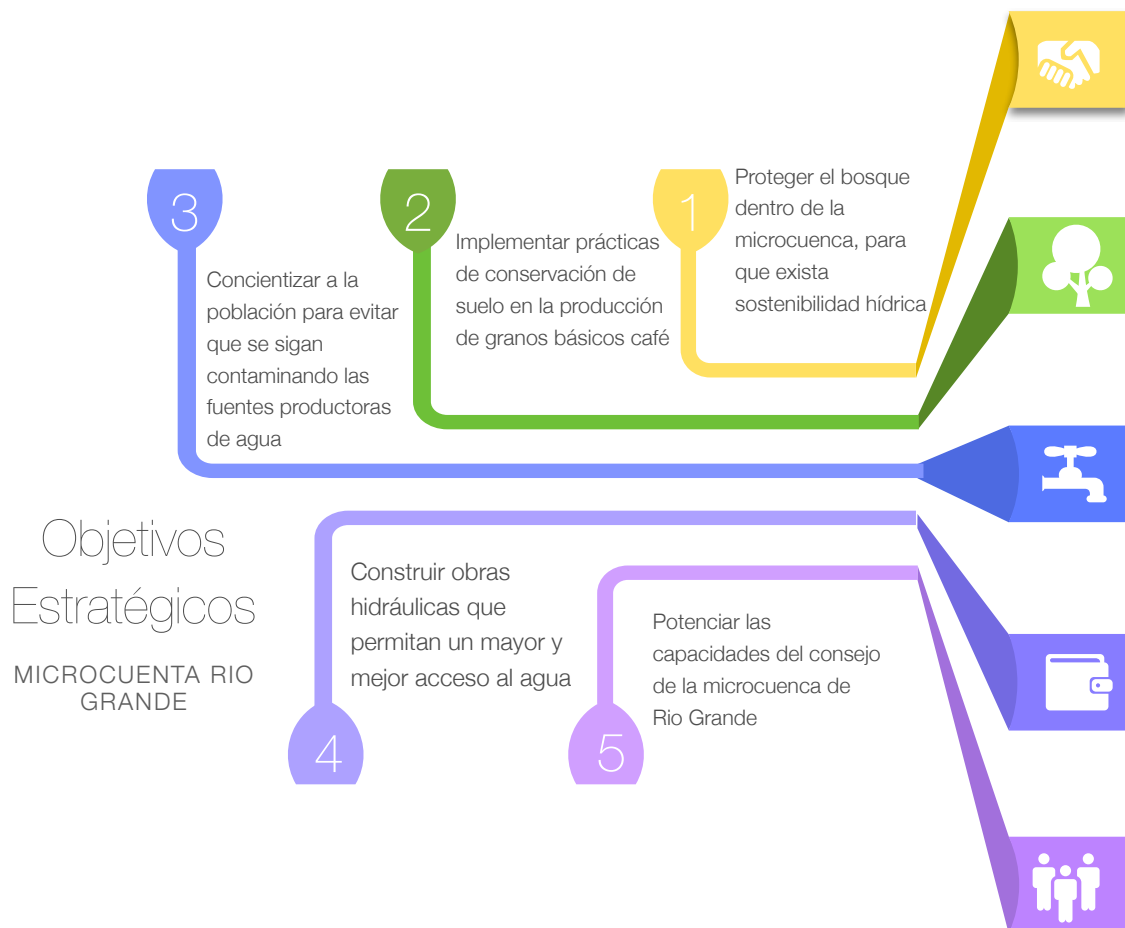 1
Proteger el bosque
dentro de la
microcuenca, para
que exista
sostenibilidad hídrica
2
Implementar prácticas
de conservación de
suelo en la producción
de granos básicos café
3
Concientizar a la
población para evitar
que se sigan
contaminando las
fuentes productoras
de agua
Objetivos
Estratégicos
MICROCUENTA RIO
GRANDE
4
Construir obras
hidráulicas que
permitan un mayor y
mejor acceso al agua
5
Potenciar las
capacidades del consejo
de la microcuenca de
Rio Grande